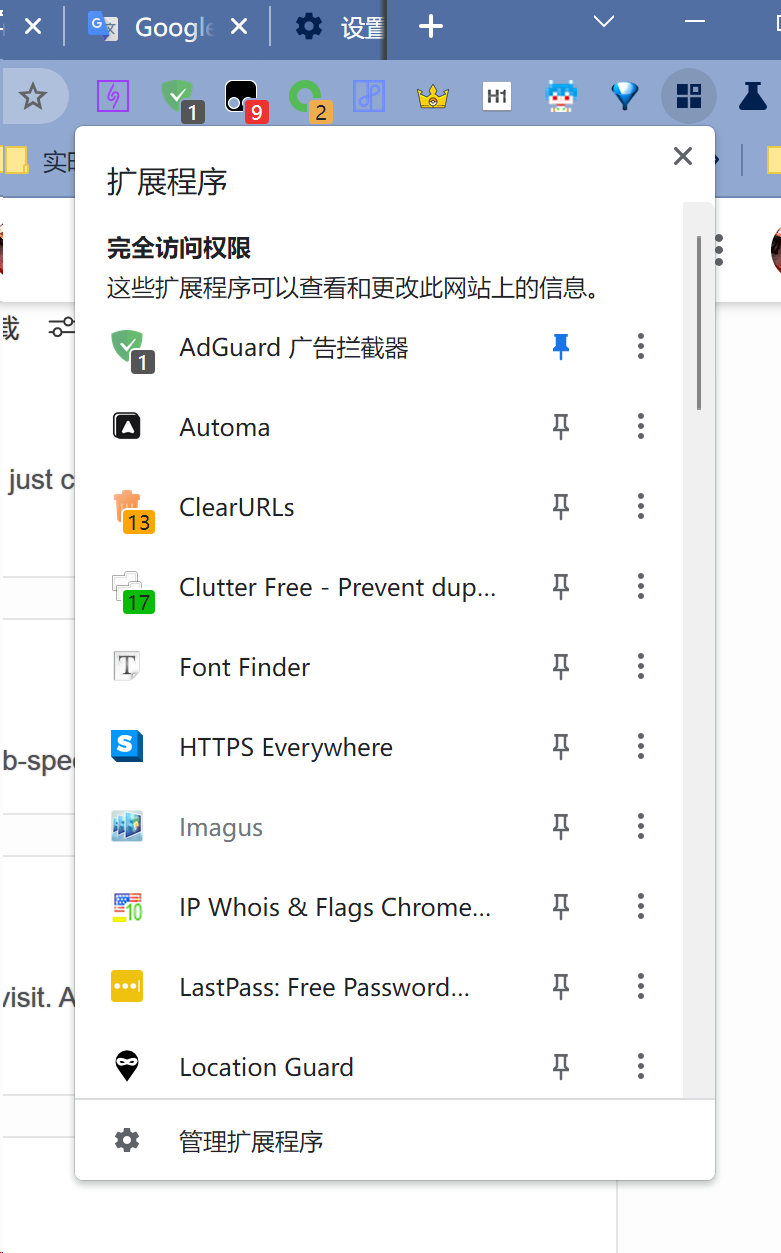 Google
设置
1
9
2
H1
实时
扩展程序
完全访问权限
这些扩展程序可以查看和更改此网站上的信息。
AdGuard 广告拦截器
1
Automa
just c
ClearURLs
13
Clutter Free - Prevent dup...
17
T Font Finder
S HTTPS Everywhere
b-spe
Imagus
10 IP Whois & Flags Chrome...
LastPass: Free Password...
visit. A
Location Guard
管理扩展程序